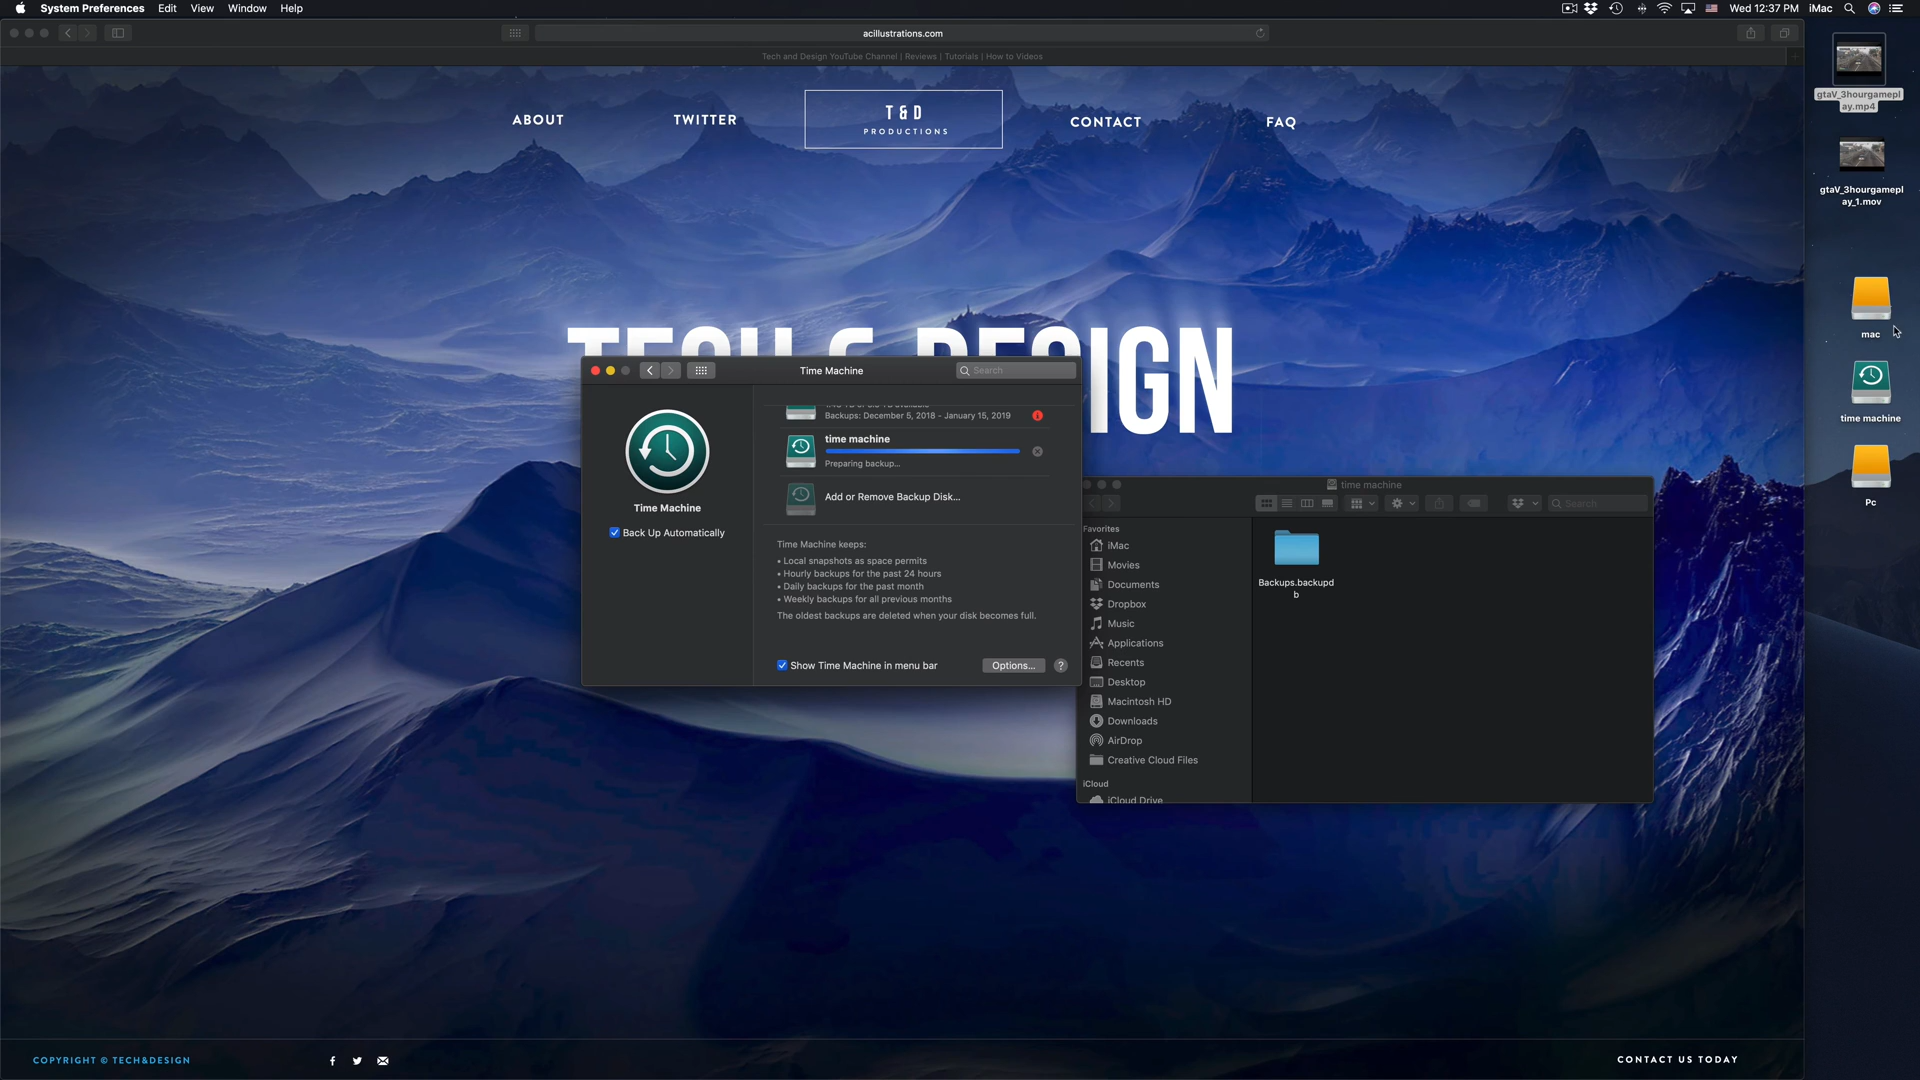 System Preferences Edit View Window Help
Wed 12:37 PM iMac
acillustrations.com
Tech and Design YouTube Channel | Reviews | Tutorials | How to Videos
ABOUT
TWITTER
T & D
PRODUCTIONS
CONTACT
FAQ
TECH & DESIGN
gtaV_3hourgamepl
ay.mp4
gtaV_3hourgamepl
ay_1.mov
mac
time machine
Pc
Time Machine
Search
Time Machine
Back Up Automatically
Backups: December 5, 2018 - January 15, 2019
time machine
Preparing backup...
Add or Remove Backup Disk...
Time Machine keeps:
• Local snapshots as space permits
• Hourly backups for the past 24 hours
• Daily backups for the past month
• Weekly backups for all previous months
The oldest backups are deleted when your disk becomes full.
Show Time Machine in menu bar
Options...
?
time machine
Search
Favorites
iMac
Movies
Documents
Dropbox
Music
Applications
Recents
Desktop
Macintosh HD
Downloads
AirDrop
Creative Cloud Files
iCloud
iCloud Drive
Backups.backupd
b
COPYRIGHT © TECH&DESIGN
CONTACT US TODAY